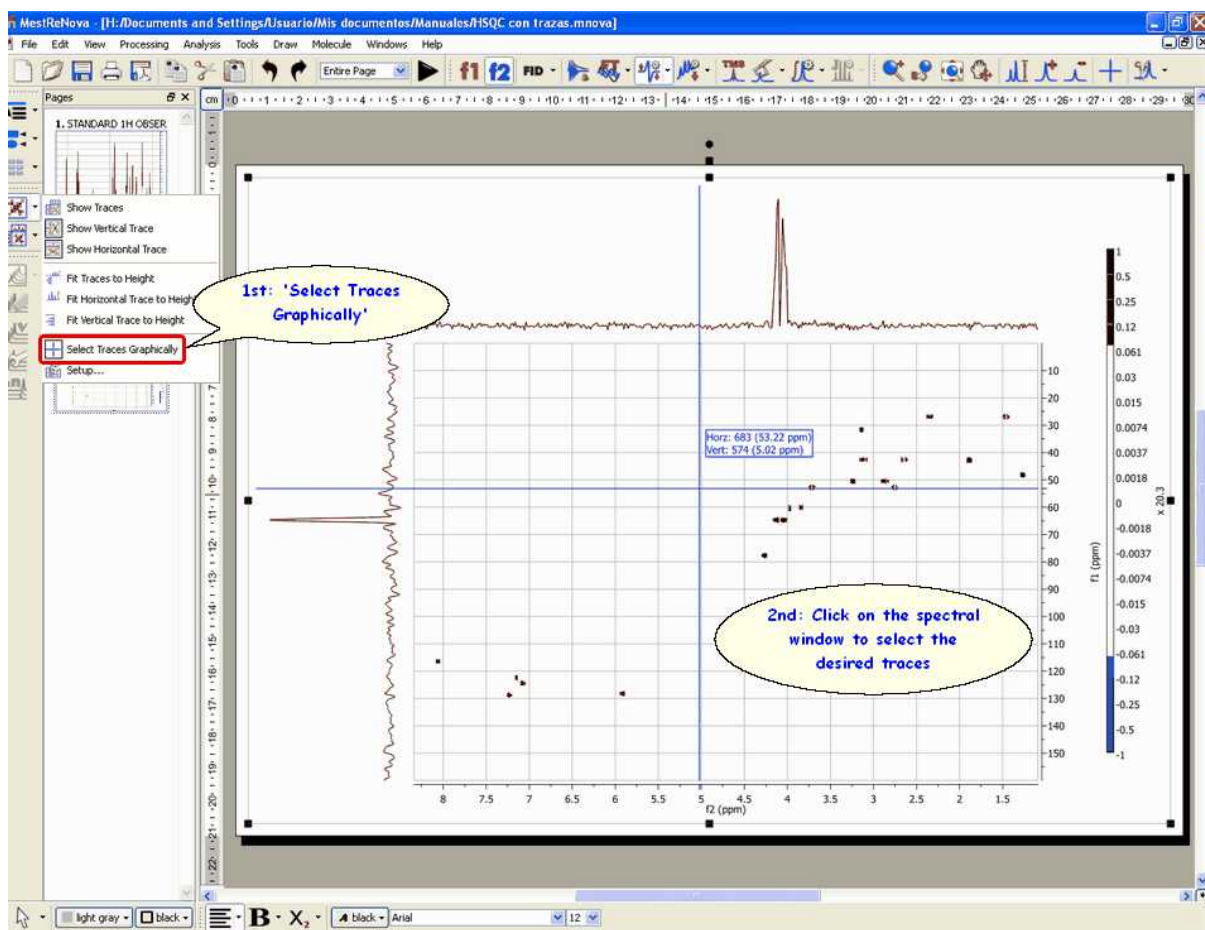 MestReNova - [H:/Documents and Settings/Usuario/Mis documentos/Manuales/HSQC con trazas.mnova]
File Edit View Processing Analysis Tools Draw Molecule Windows Help
Entire Page f1 f2 FID
Pages
cm
1. STANDARD 1H OBSER
Show Traces
Show Vertical Trace
Show Horizontal Trace
Fit Traces to Height
Fit Horizontal Trace to Heigh
Fit Vertical Trace to Height
Select Traces Graphically
Setup...
1st: 'Select Traces
Graphically'
Horz: 683 (53.22 ppm)
Vert: 574 (5.02 ppm)
2nd: Click on the spectral
window to select the
desired traces
10
20
30
40
50
60
70
80
90
100
110
120
130
140
150
f1 (ppm)
8 7.5 7 6.5 6 5.5 5 4.5 4 3.5 3 2.5 2 1.5
f2 (ppm)
1
0.5
0.25
0.12
0.061
0.03
0.015
0.0074
0.0037
0.0018
0
-0.0018
-0.0037
-0.0074
-0.015
-0.03
-0.061
-0.12
-0.25
-0.5
-1
x 20.3
light gray black B X2 A black Arial 12